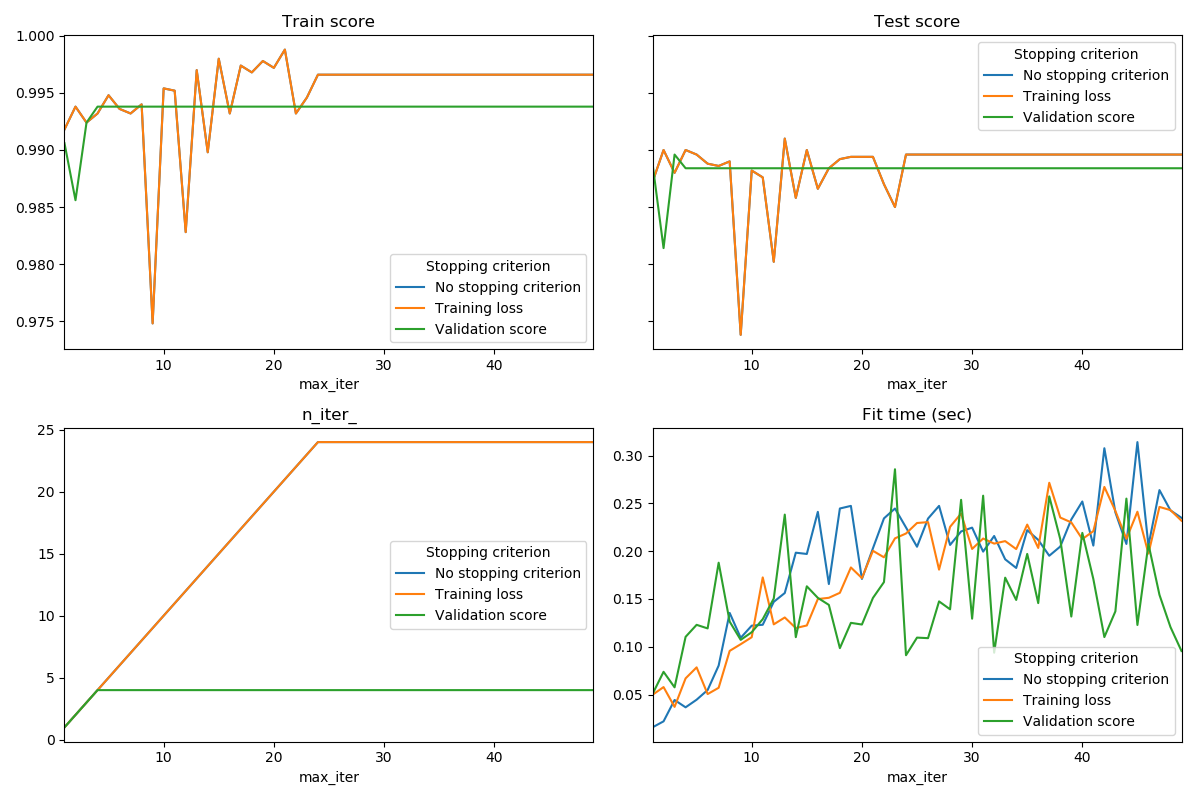 Train score
1.000
0.995
0.990
0.985
0.980
0.975
Stopping criterion
No stopping criterion
Training loss
Validation score
10
20
30
40
max_iter
Test score
Stopping criterion
No stopping criterion
Training loss
Validation score
10
20
30
40
max_iter
n_iter_
25
20
15
10
5
0
Stopping criterion
No stopping criterion
Training loss
Validation score
10
20
30
40
max_iter
Fit time (sec)
0.30
0.25
0.20
0.15
0.10
0.05
Stopping criterion
No stopping criterion
Training loss
Validation score
10
20
30
40
max_iter